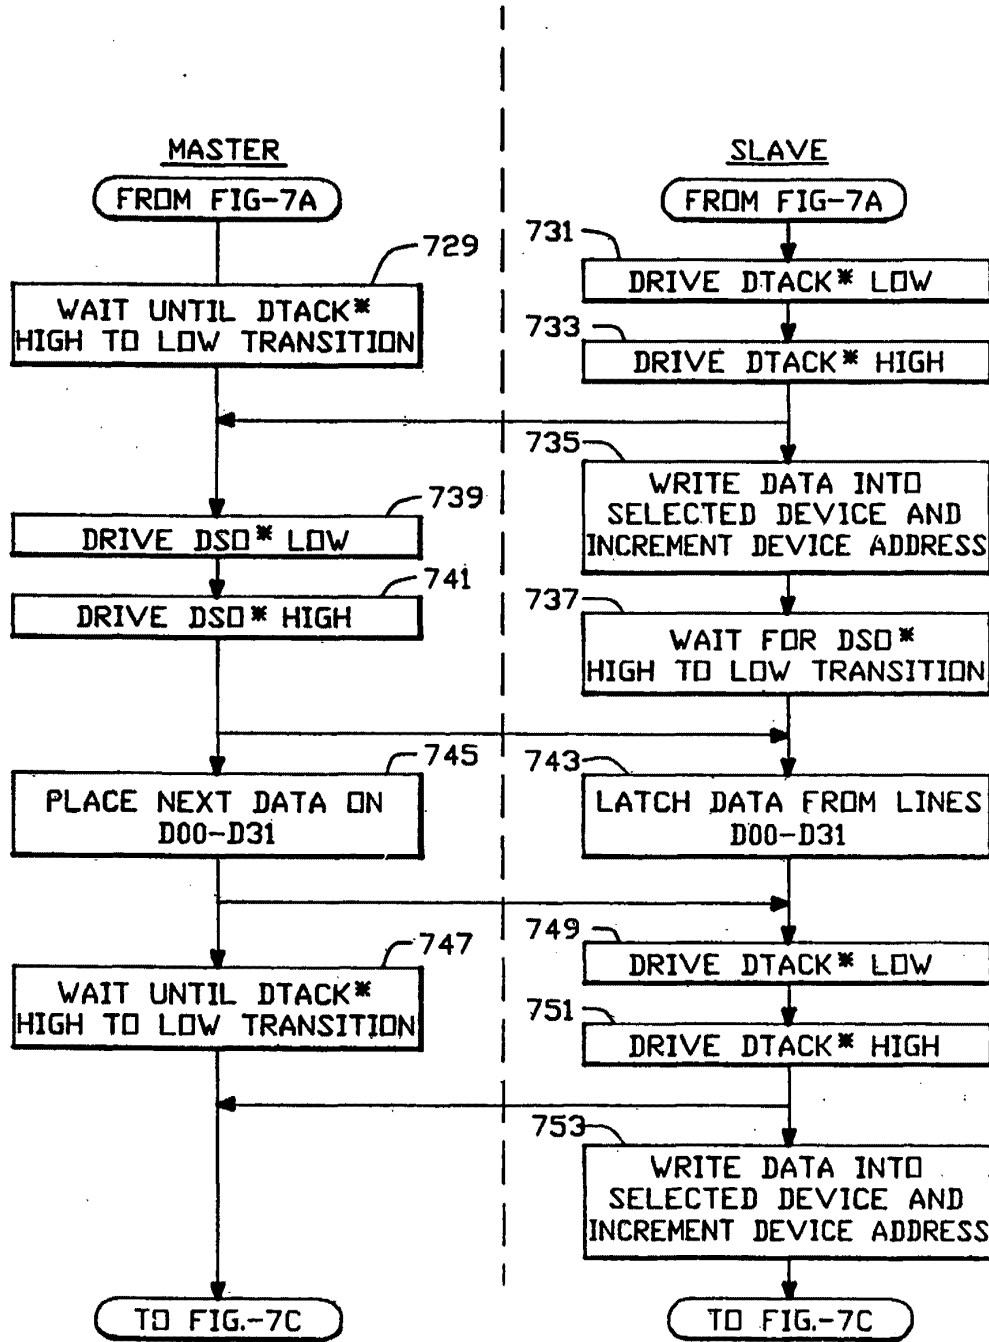 MASTER
SLAVE
FROM FIG-7A
FROM FIG-7A
729
WAIT UNTIL DTACK*
HIGH TO LOW TRANSITION
731
DRIVE DTACK* LOW
733
DRIVE DTACK* HIGH
735
WRITE DATA INTO
SELECTED DEVICE AND
INCREMENT DEVICE ADDRESS
739
DRIVE DSO* LOW
741
DRIVE DSO* HIGH
737
WAIT FOR DSO*
HIGH TO LOW TRANSITION
745
PLACE NEXT DATA ON
D00-D31
743
LATCH DATA FROM LINES
D00-D31
747
WAIT UNTIL DTACK*
HIGH TO LOW TRANSITION
749
DRIVE DTACK* LOW
751
DRIVE DTACK* HIGH
753
WRITE DATA INTO
SELECTED DEVICE AND
INCREMENT DEVICE ADDRESS
TO FIG.-7C
TO FIG.-7C